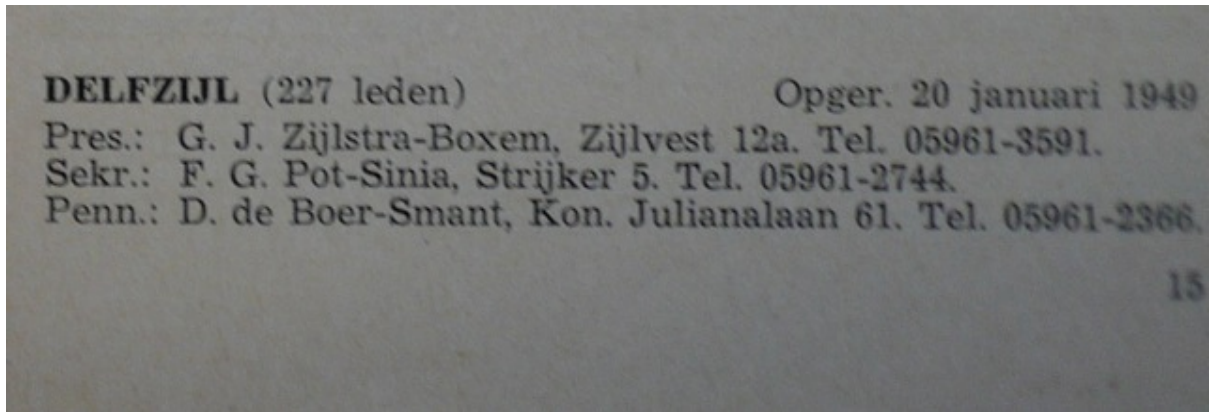 DELFZIJL (227 leden) Opger. 20 januari 1949
Pres.: G. J. Zijlstra-Boxem, Zijlvest 12a. Tel. 05961-3591.
Sekr.: F. G. Pot-Sinia, Strijker 5. Tel. 05961-2744.
Penn.: D. de Boer-Smant, Kon. Julianalaan 61. Tel. 05961-2366.
15